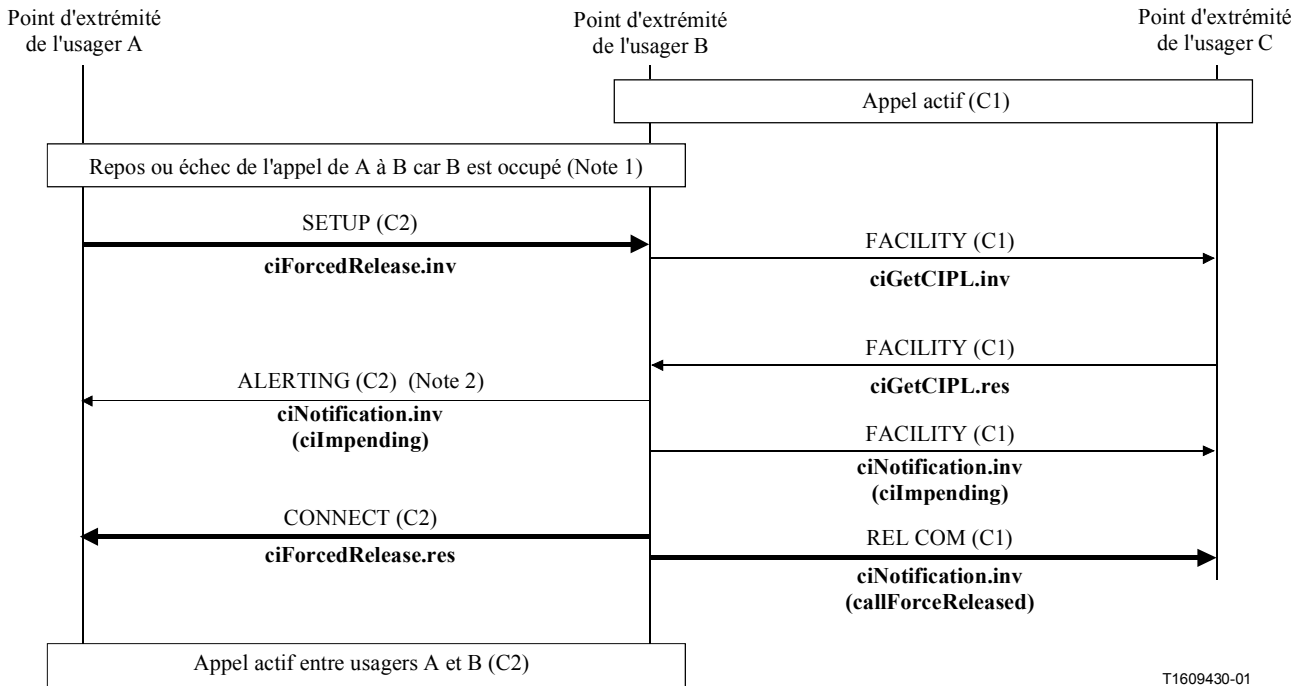 Point d'extrémité
de l'usager A
Point d'extrémité
de l'usager B
Point d'extrémité
de l'usager C
Appel actif (C1)
Repos ou échec de l'appel de A à B car B est occupé (Note 1)
SETUP (C2)
ciForcedRelease.inv
FACILITY (C1)
ciGetCIPL.inv
FACILITY (C1)
ciGetCIPL.res
ALERTING (C2) (Note 2)
ciNotification.inv
(ciImpending)
FACILITY (C1)
ciNotification.inv
(ciImpending)
CONNECT (C2)
ciForcedRelease.res
REL COM (C1)
ciNotification.inv
(callForceReleased)
Appel actif entre usagers A et B (C2)
T1609430-01